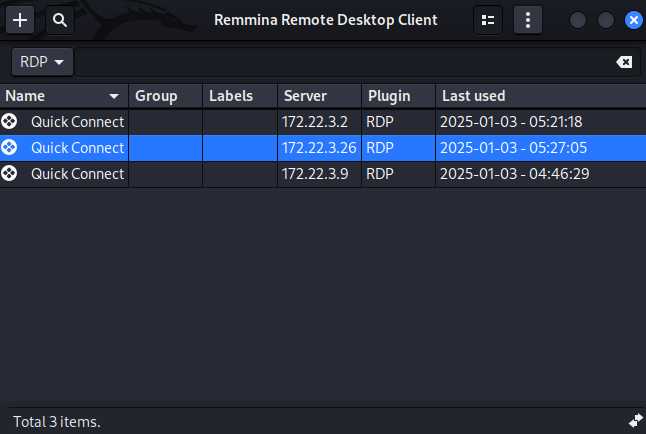 Remmina Remote Desktop Client
RDP
Name Group Labels Server Plugin Last used
Quick Connect 172.22.3.2 RDP 2025-01-03 - 05:21:18
Quick Connect 172.22.3.26 RDP 2025-01-03 - 05:27:05
Quick Connect 172.22.3.9 RDP 2025-01-03 - 04:46:29
Total 3 items.